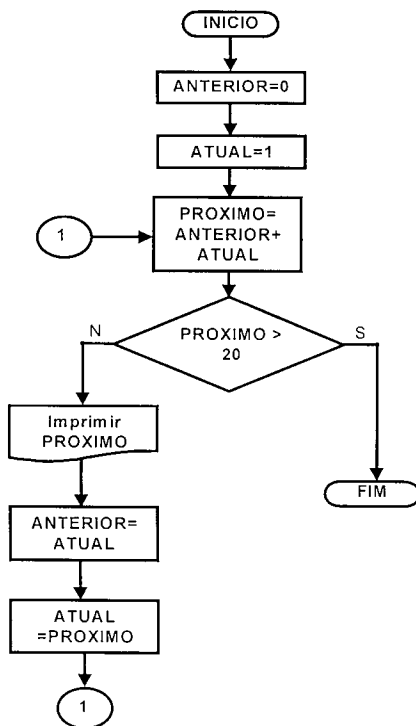 INICIO
ANTERIOR=0
ATUAL=1
PROXIMO=
ANTERIOR+
ATUAL
1
PROXIMO >
20
N
S
Imprimir
PROXIMO
FIM
ANTERIOR=
ATUAL
ATUAL
=PROXIMO
1